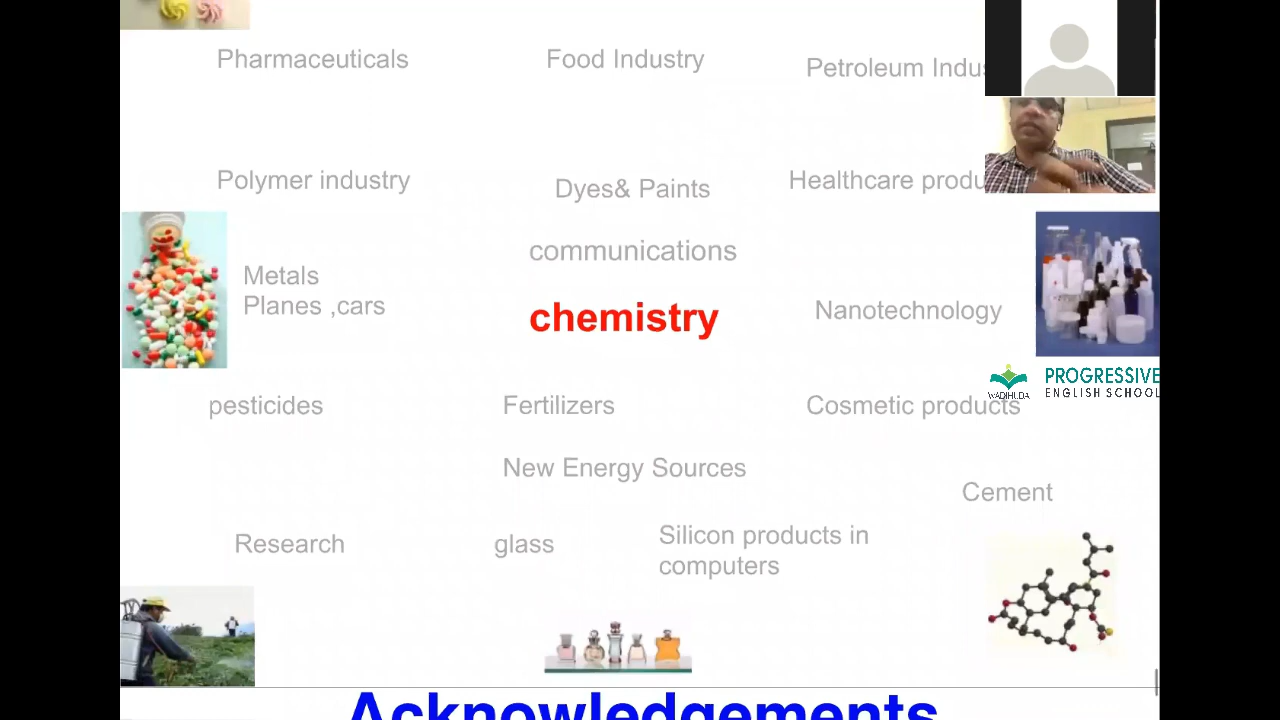 Pharmaceuticals
Food Industry
Petroleum Indus
Polymer industry
Dyes& Paints
Healthcare produ
communications
Metals
Planes ,cars
chemistry
Nanotechnology
WADIHUDA
PROGRESSIVE
ENGLISH SCHOOL
pesticides
Fertilizers
Cosmetic products
New Energy Sources
Cement
Research
glass
Silicon products in
computers
Acknowledgements